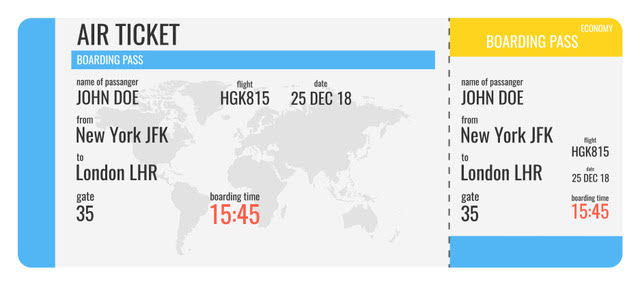 AIR TICKET
BOARDING PASS
name of passanger
JOHN DOE
flight
HGK815
date
25 DEC 18
from
New York JFK
to
London LHR
gate
35
boarding time
15:45
ECONOMY
BOARDING PASS
name of passanger
JOHN DOE
from
New York JFK
flight
HGK815
to
London LHR
date
25 DEC 18
gate
35
boarding time
15:45